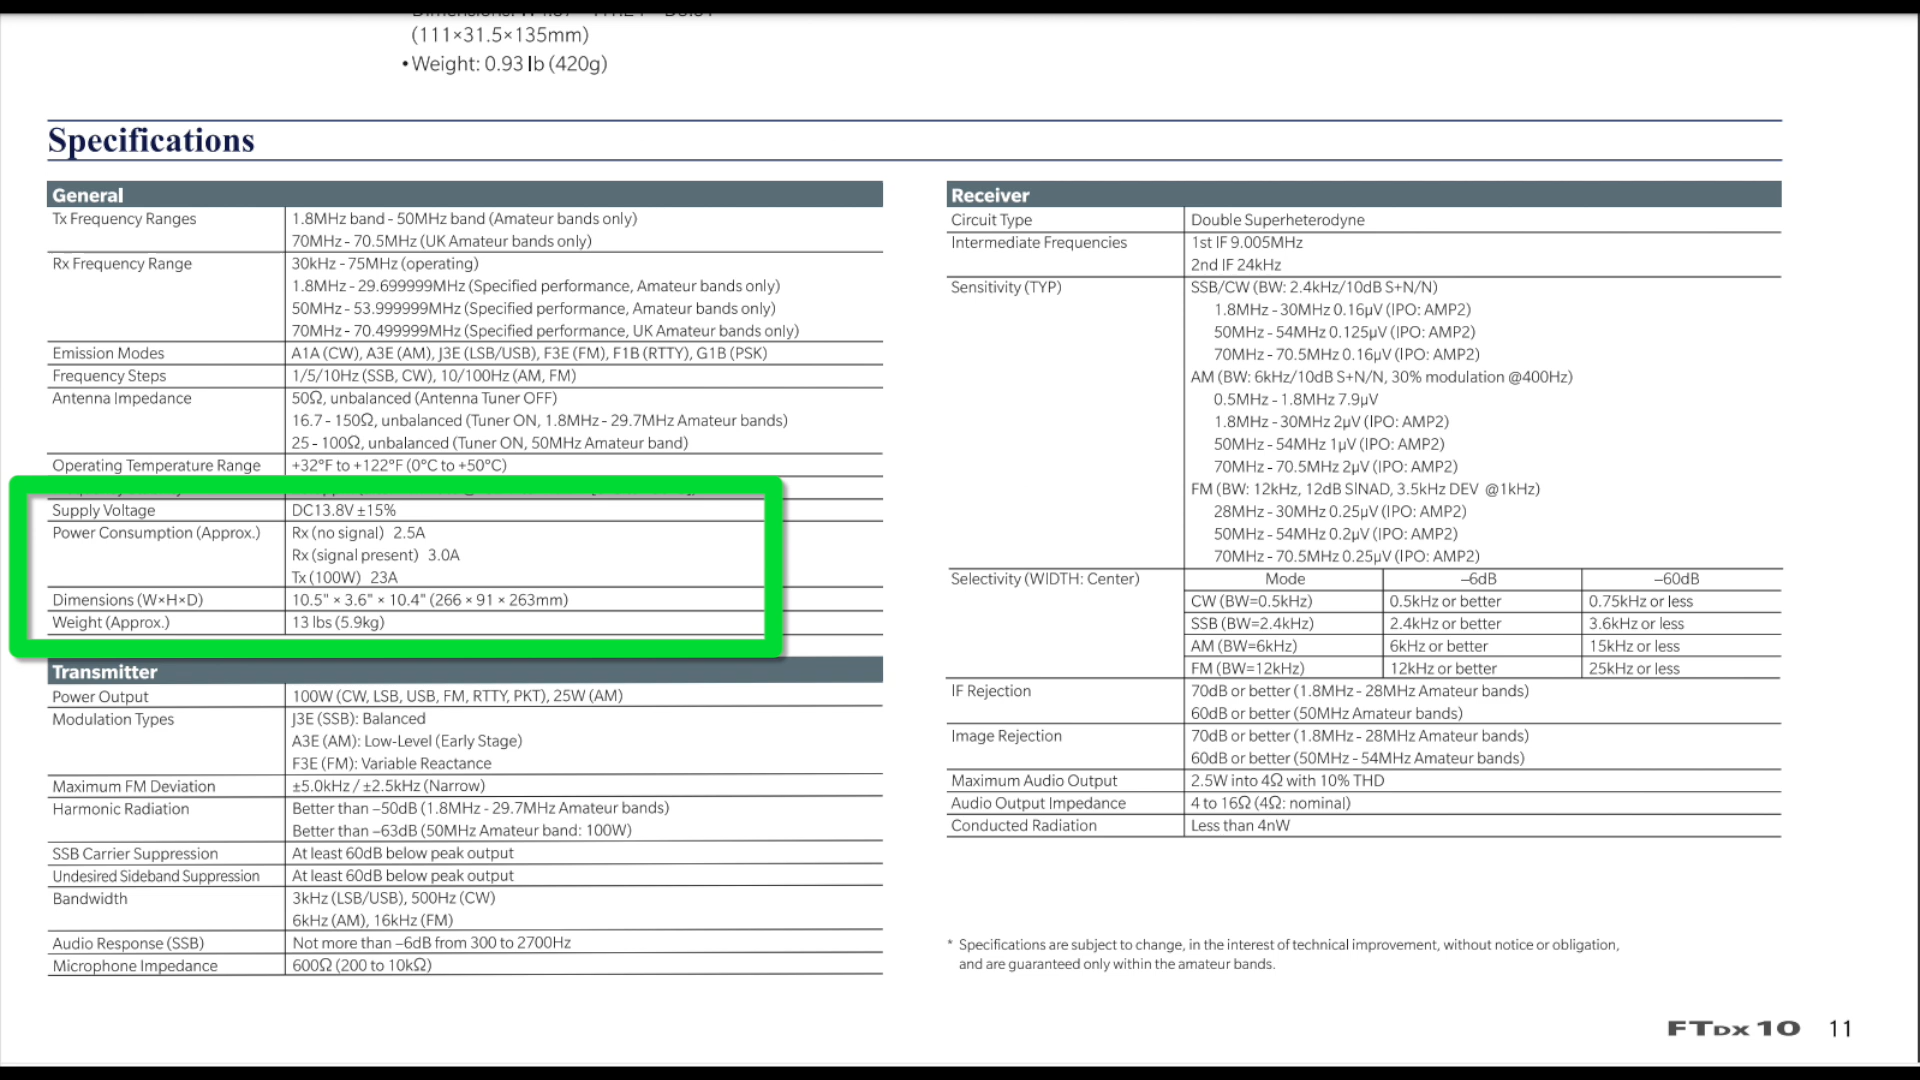 (111×31.5×135mm)
•Weight: 0.93 lb (420g)
Specifications
General
Tx Frequency Ranges 1.8MHz band - 50MHz band (Amateur bands only)
70MHz - 70.5MHz (UK Amateur bands only)
Rx Frequency Range 30kHz - 75MHz (operating)
1.8MHz - 29.699999MHz (Specified performance, Amateur bands only)
50MHz - 53.999999MHz (Specified performance, Amateur bands only)
70MHz - 70.499999MHz (Specified performance, UK Amateur bands only)
Emission Modes A1A (CW), A3E (AM), J3E (LSB/USB), F3E (FM), F1B (RTTY), G1B (PSK)
Frequency Steps 1/5/10Hz (SSB, CW), 10/100Hz (AM, FM)
Antenna Impedance 50Ω, unbalanced (Antenna Tuner OFF)
16.7 - 150Ω, unbalanced (Tuner ON, 1.8MHz - 29.7MHz Amateur bands)
25 - 100Ω, unbalanced (Tuner ON, 50MHz Amateur band)
Operating Temperature Range +32°F to +122°F (0°C to +50°C)
Supply Voltage DC13.8V ±15%
Power Consumption (Approx.) Rx (no signal) 2.5A
Rx (signal present) 3.0A
Tx (100W) 23A
Dimensions (W×H×D) 10.5" × 3.6" × 10.4" (266 × 91 × 263mm)
Weight (Approx.) 13 lbs (5.9kg)
Transmitter
Power Output 100W (CW, LSB, USB, FM, RTTY, PKT), 25W (AM)
Modulation Types J3E (SSB): Balanced
A3E (AM): Low-Level (Early Stage)
F3E (FM): Variable Reactance
Maximum FM Deviation ±5.0kHz / ±2.5kHz (Narrow)
Harmonic Radiation Better than –50dB (1.8MHz - 29.7MHz Amateur bands)
Better than –63dB (50MHz Amateur band: 100W)
SSB Carrier Suppression At least 60dB below peak output
Undesired Sideband Suppression At least 60dB below peak output
Bandwidth 3kHz (LSB/USB), 500Hz (CW)
6kHz (AM), 16kHz (FM)
Audio Response (SSB) Not more than –6dB from 300 to 2700Hz
Microphone Impedance 600Ω (200 to 10kΩ)
Receiver
Circuit Type Double Superheterodyne
Intermediate Frequencies 1st IF 9.005MHz
2nd IF 24kHz
Sensitivity (TYP) SSB/CW (BW: 2.4kHz/10dB S+N/N)
1.8MHz - 30MHz 0.16μV (IPO: AMP2)
50MHz - 54MHz 0.125μV (IPO: AMP2)
70MHz - 70.5MHz 0.16μV (IPO: AMP2)
AM (BW: 6kHz/10dB S+N/N, 30% modulation @400Hz)
0.5MHz - 1.8MHz 7.9μV
1.8MHz - 30MHz 2μV (IPO: AMP2)
50MHz - 54MHz 1μV (IPO: AMP2)
70MHz - 70.5MHz 2μV (IPO: AMP2)
FM (BW: 12kHz, 12dB SINAD, 3.5kHz DEV @1kHz)
28MHz - 30MHz 0.25μV (IPO: AMP2)
50MHz - 54MHz 0.2μV (IPO: AMP2)
70MHz - 70.5MHz 0.25μV (IPO: AMP2)
Selectivity (WIDTH: Center) Mode –6dB –60dB
CW (BW=0.5kHz) 0.5kHz or better 0.75kHz or less
SSB (BW=2.4kHz) 2.4kHz or better 3.6kHz or less
AM (BW=6kHz) 6kHz or better 15kHz or less
FM (BW=12kHz) 12kHz or better 25kHz or less
IF Rejection 70dB or better (1.8MHz - 28MHz Amateur bands)
60dB or better (50MHz Amateur bands)
Image Rejection 70dB or better (1.8MHz - 28MHz Amateur bands)
60dB or better (50MHz - 54MHz Amateur bands)
Maximum Audio Output 2.5W into 4Ω with 10% THD
Audio Output Impedance 4 to 16Ω (4Ω: nominal)
Conducted Radiation Less than 4nW
* Specifications are subject to change, in the interest of technical improvement, without notice or obligation,
and are guaranteed only within the amateur bands.
FTDX10 11